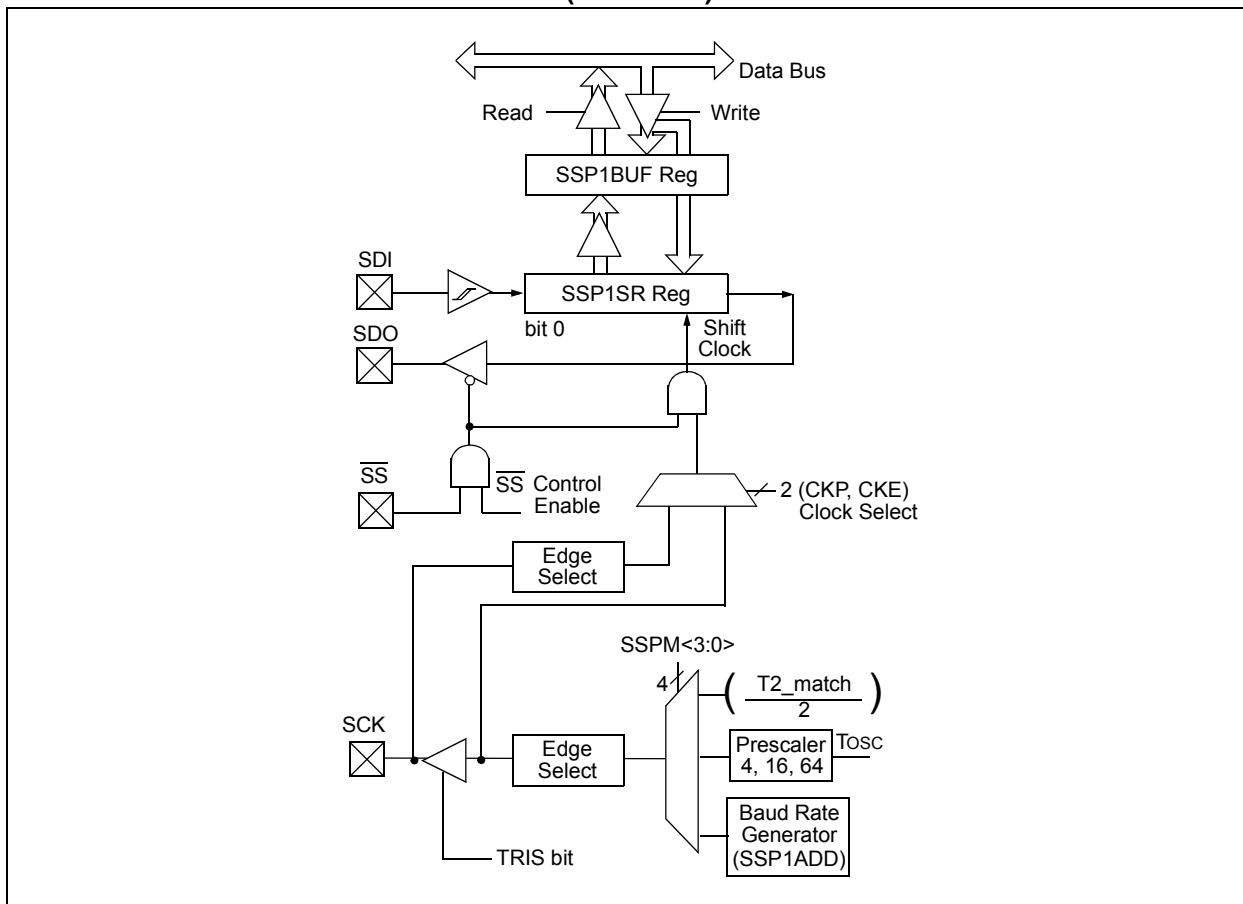 Data Bus
Read
Write
SSP1BUF Reg
SDI
SSP1SR Reg
bit 0
Shift
Clock
SDO
SS
SS Control
Enable
2 (CKP, CKE)
Clock Select
Edge
Select
SSPM<3:0>
4
( T2_match )
2
SCK
Edge
Select
Prescaler
4, 16, 64
TOSC
Baud Rate
Generator
(SSP1ADD)
TRIS bit